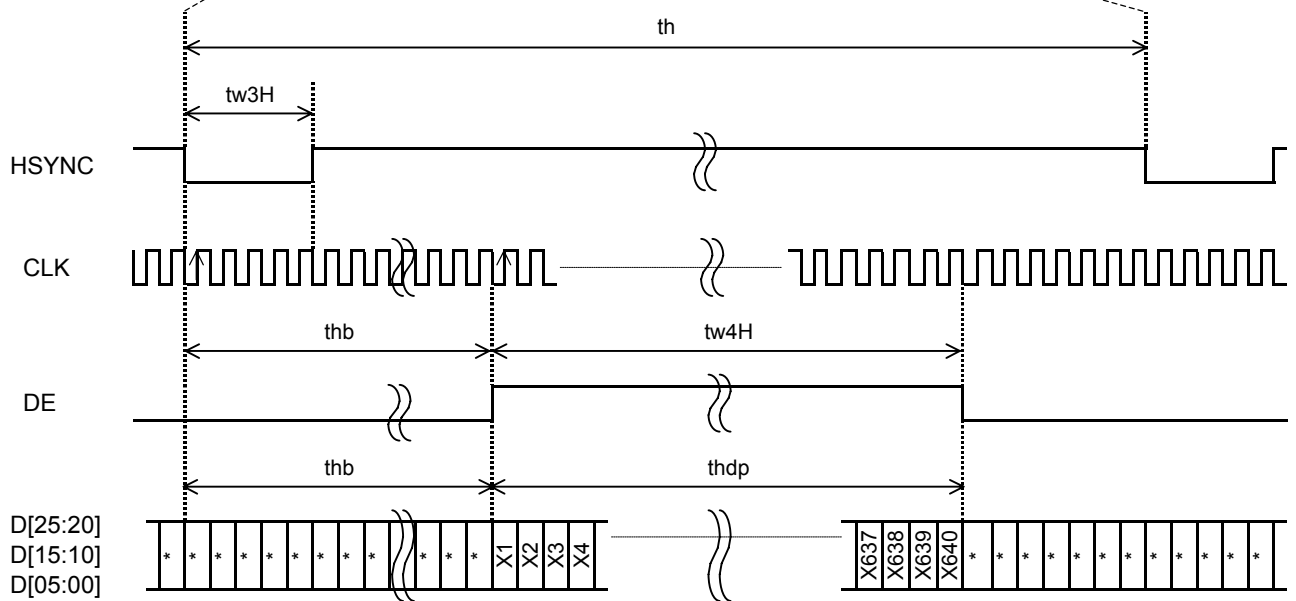 th
tw3H
HSYNC
CLK
thb tw4H
DE
thb thdp
D[25:20]
D[15:10] * * * * * * * * * * * * X1 X2 X3 X4 X637 X638 X639 X640 * * * * * * * * * * * *
D[05:00]